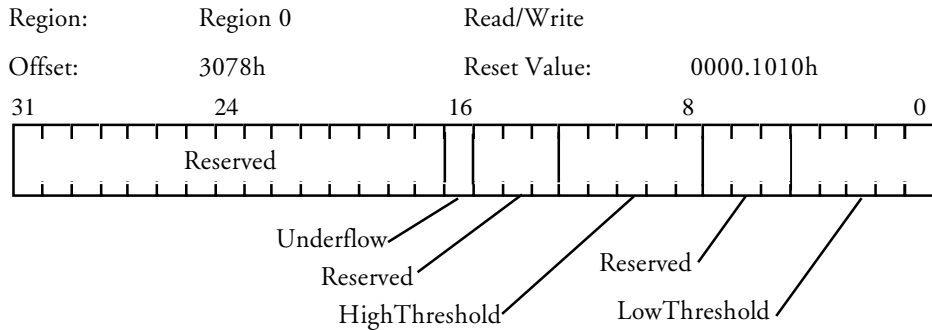 Region: Region 0 Read/Write
Offset: 3078h Reset Value: 0000.1010h
31 24 16 8 0
Reserved
Underflow
Reserved
Reserved
HighThreshold
LowThreshold